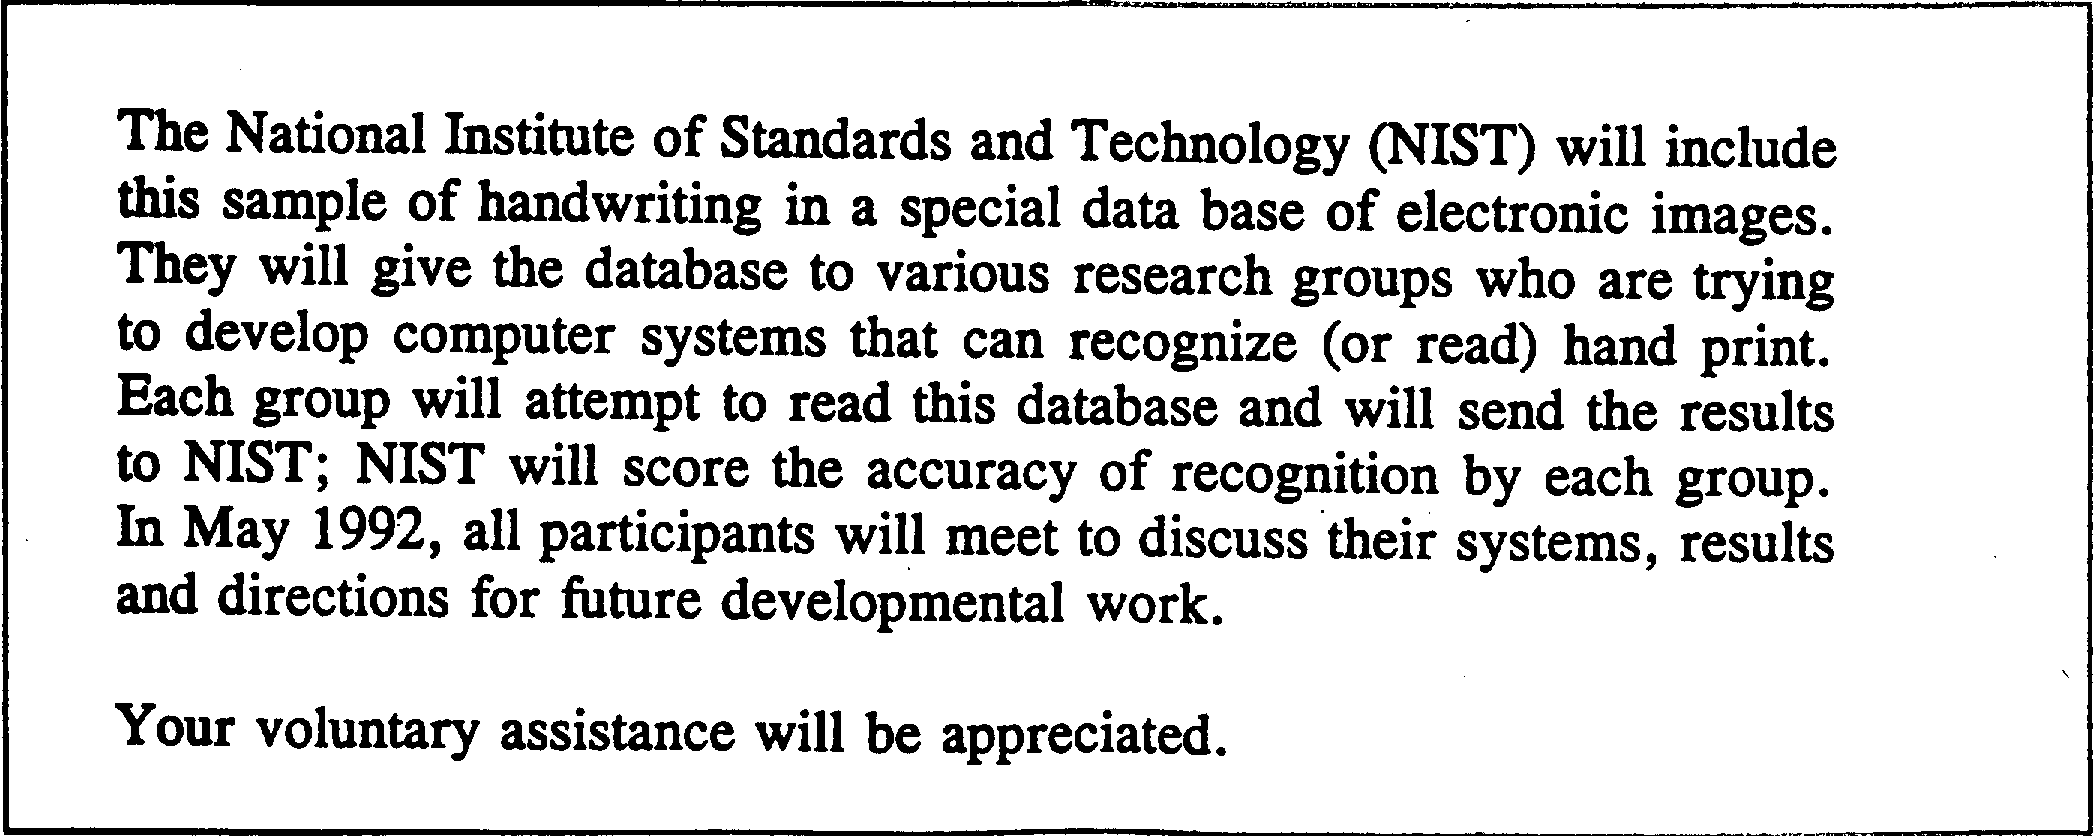 The National Institute of Standards and Technology (NIST) will include
this sample of handwriting in a special data base of electronic images.
They will give the database to various research groups who are trying
to develop computer systems that can recognize (or read) hand print.
Each group will attempt to read this database and will send the results
to NIST; NIST will score the accuracy of recognition by each group.
In May 1992, all participants will meet to discuss their systems, results
and directions for future developmental work.
Your voluntary assistance will be appreciated.